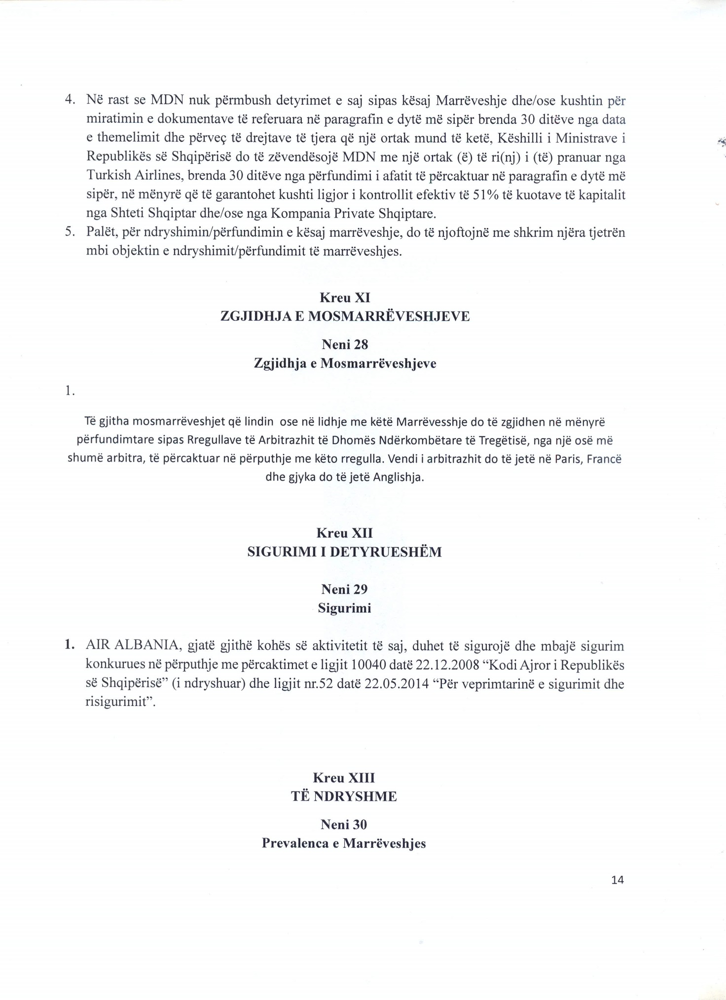 4. Në rast se MDN nuk përmbush detyrimet e saj sipas kësaj Marrëveshje dhe/ose kushtin për
miratimin e dokumentave të referuara në paragrafin e dytë më sipër brenda 30 ditëve nga data
e themelimit dhe përveç të drejtave të tjera që një ortak mund të ketë, Këshilli i Ministrave i
Republikës së Shqipërisë do të zëvendësojë MDN me një ortak (ë) të ri(nj) i (të) pranuar nga
Turkish Airlines, brenda 30 ditëve nga përfundimi i afatit të përcaktuar në paragrafin e dytë më
sipër, në mënyrë që të garantohet kushti ligjor i kontrollit efektiv të 51% të kuotave të kapitalit
nga Shteti Shqiptar dhe/ose nga Kompania Private Shqiptare.
5. Palët, për ndryshimin/përfundimin e kësaj marrëveshje, do të njoftojnë me shkrim njëra tjetrën
mbi objektin e ndryshimit/përfundimit të marrëveshjes.
Kreu XI
ZGJIDHJA E MOSMARRËVESHJEVE
Neni 28
Zgjidhja e Mosmarrëveshjeve
1.
Të gjitha mosmarrëveshjet që lindin ose në lidhje me këtë Marrëvesshje do të zgjidhen në mënyrë
përfundimtare sipas Rregullave të Arbitrazhit të Dhomës Ndërkombëtare të Tregëtisë, nga një osë më
shumë arbitra, të përcaktuar në përputhje me këto rregulla. Vendi i arbitrazhit do të jetë në Paris, Francë
dhe gjyka do të jetë Anglishja.
Kreu XII
SIGURIMI I DETYRUESHËM
Neni 29
Sigurimi
1. AIR ALBANIA, gjatë gjithë kohës së aktivitetit të saj, duhet të sigurojë dhe mbajë sigurim
konkurues në përputhje me përcaktimet e ligjit 10040 datë 22.12.2008 “Kodi Ajror i Republikës
së Shqipërisë” (i ndryshuar) dhe ligjit nr.52 datë 22.05.2014 “Për veprimtarinë e sigurimit dhe
risigurimit”.
Kreu XIII
TË NDRYSHME
Neni 30
Prevalenca e Marrëveshjes
14